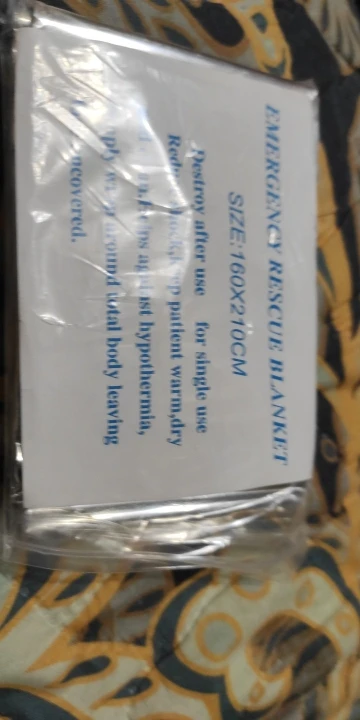 EMERGENCY RESCUE BLANKET
SIZE:160X210CM
Destroy after use for single use
patient warm,dry
against hypothermia,
around total body leaving
uncovered.